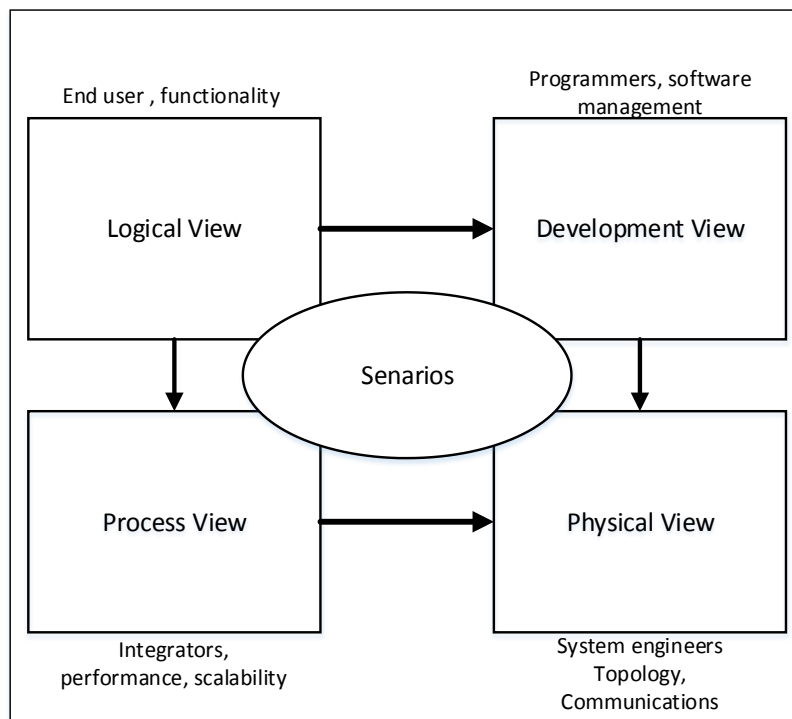 End user , functionality
Programmers, software
management
Logical View
Development View
Senarios
Process View
Physical View
Integrators,
performance, scalability
System engineers
Topology,
Communications